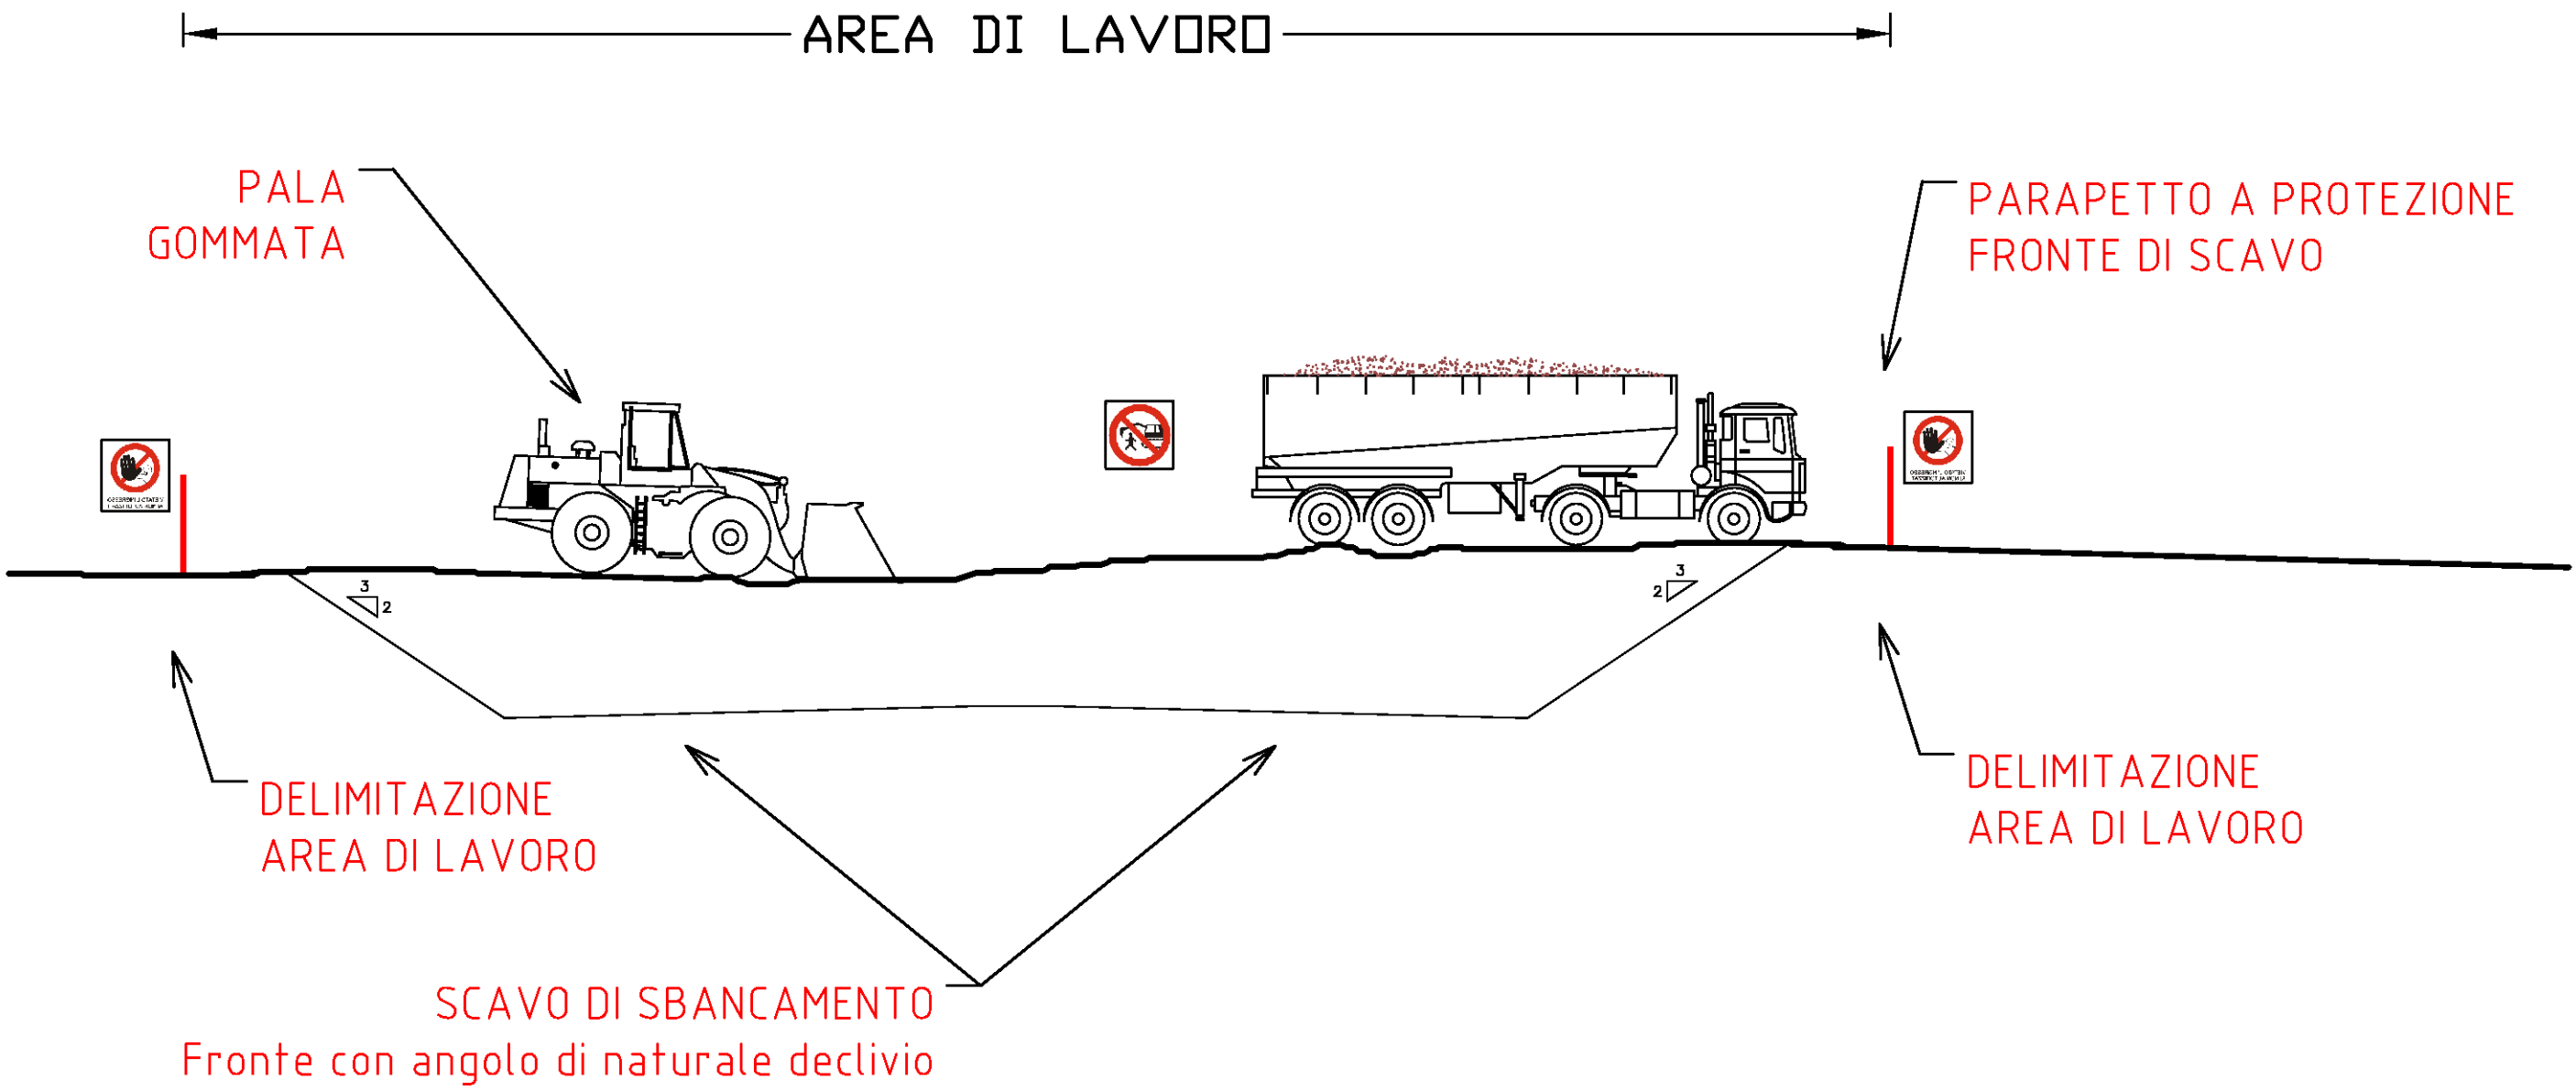 AREA DI LAVORO
PALA
GOMMATA
PARAPETTO A PROTEZIONE
FRONTE DI SCAVO
3
2
3
2
DELIMITAZIONE
AREA DI LAVORO
DELIMITAZIONE
AREA DI LAVORO
SCAVO DI SBANCAMENTO
Fronte con angolo di naturale declivio